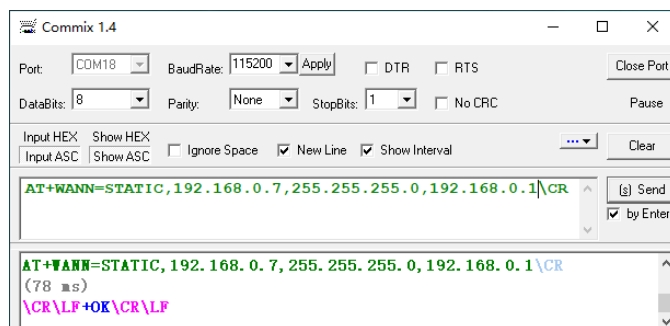 Commix 1.4
Port: COM18 BaudRate: 115200 Apply DTR RTS Close Port
DataBits: 8 Parity: None StopBits: 1 No CRC Pause
Input HEX Show HEX
Input ASC Show ASC Ignore Space New Line Show Interval ... Clear
AT+WANN=STATIC,192.168.0.7,255.255.255.0,192.168.0.1\CR
(s) Send
by Enter
AT+WANN=STATIC,192.168.0.7,255.255.255.0,192.168.0.1\CR
(78 ms)
\CR\LF+OK\CR\LF